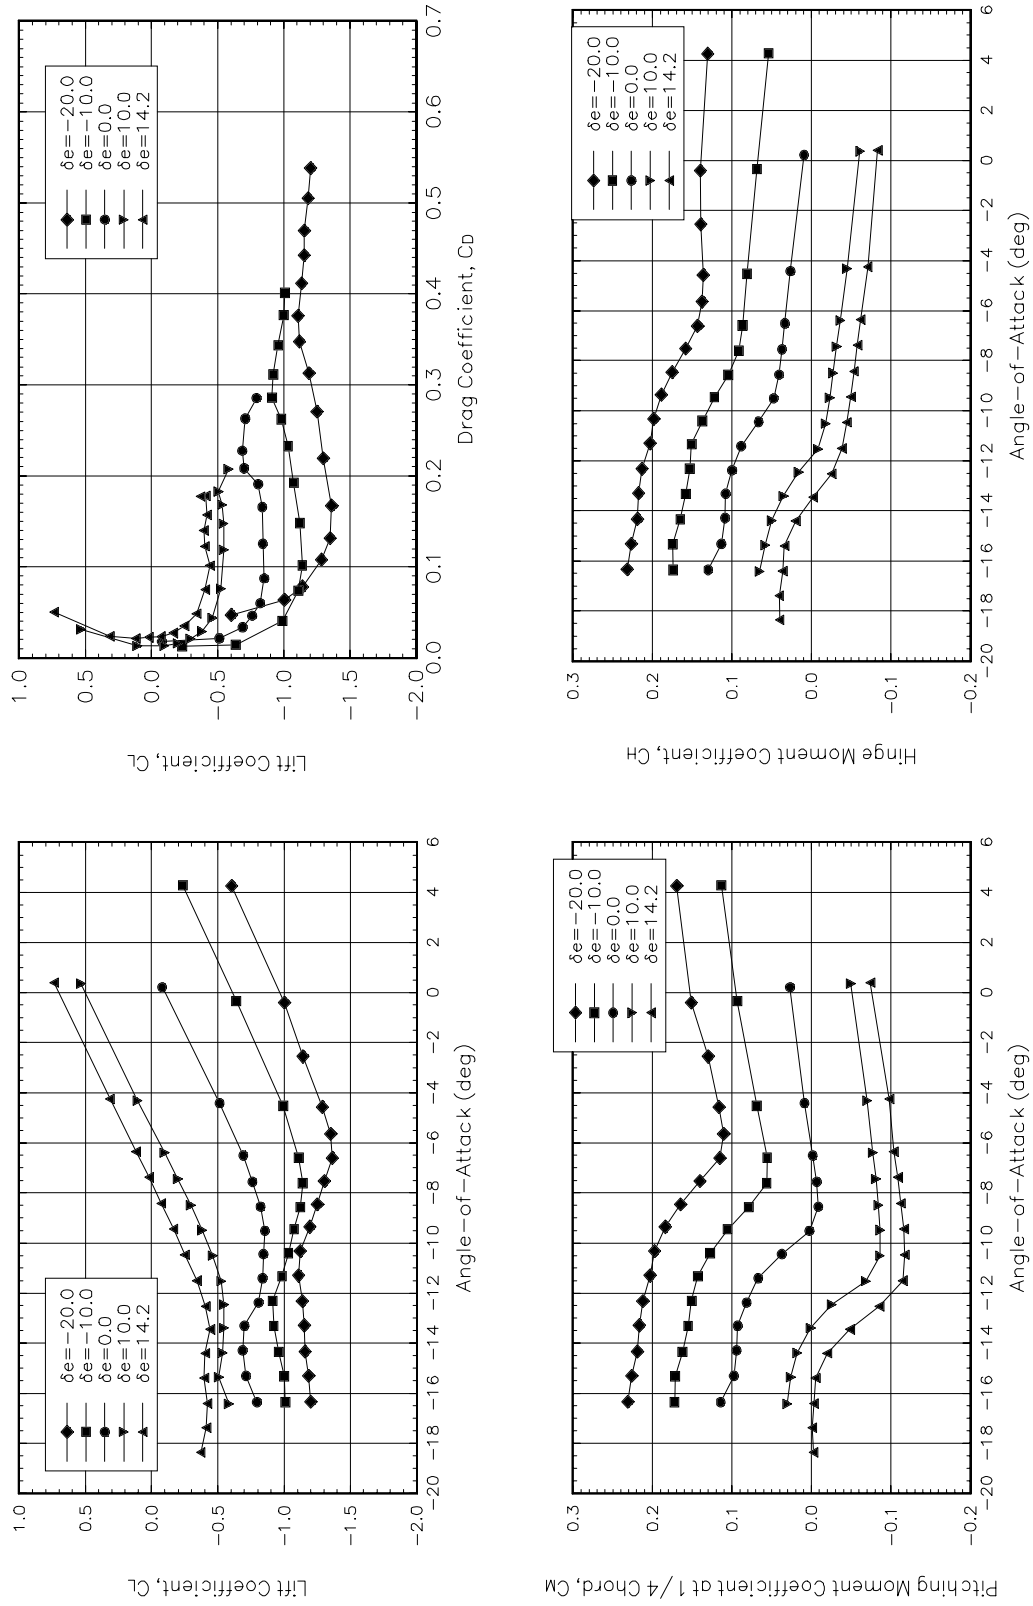 1.0
0.5
0.0
−0.5
−1.0
−1.5
−2.0
Lift Coefficient, CL
−20 −18 −16 −14 −12 −10 −8 −6 −4 −2 0 2 4 6
Angle−of−Attack (deg)
δe=−20.0
δe=−10.0
δe=0.0
δe=10.0
δe=14.2
1.0
0.5
0.0
−0.5
−1.0
−1.5
−2.0
Lift Coefficient, CL
0.0 0.1 0.2 0.3 0.4 0.5 0.6 0.7
Drag Coefficient, CD
δe=−20.0
δe=−10.0
δe=0.0
δe=10.0
δe=14.2
0.3
0.2
0.1
0.0
−0.1
−0.2
Pitching Moment Coefficient at 1/4 Chord, CM
−20 −18 −16 −14 −12 −10 −8 −6 −4 −2 0 2 4 6
Angle−of−Attack (deg)
δe=−20.0
δe=−10.0
δe=0.0
δe=10.0
δe=14.2
0.3
0.2
0.1
0.0
−0.1
−0.2
Hinge Moment Coefficient, CH
−20 −18 −16 −14 −12 −10 −8 −6 −4 −2 0 2 4 6
Angle−of−Attack (deg)
δe=−20.0
δe=−10.0
δe=0.0
δe=10.0
δe=14.2